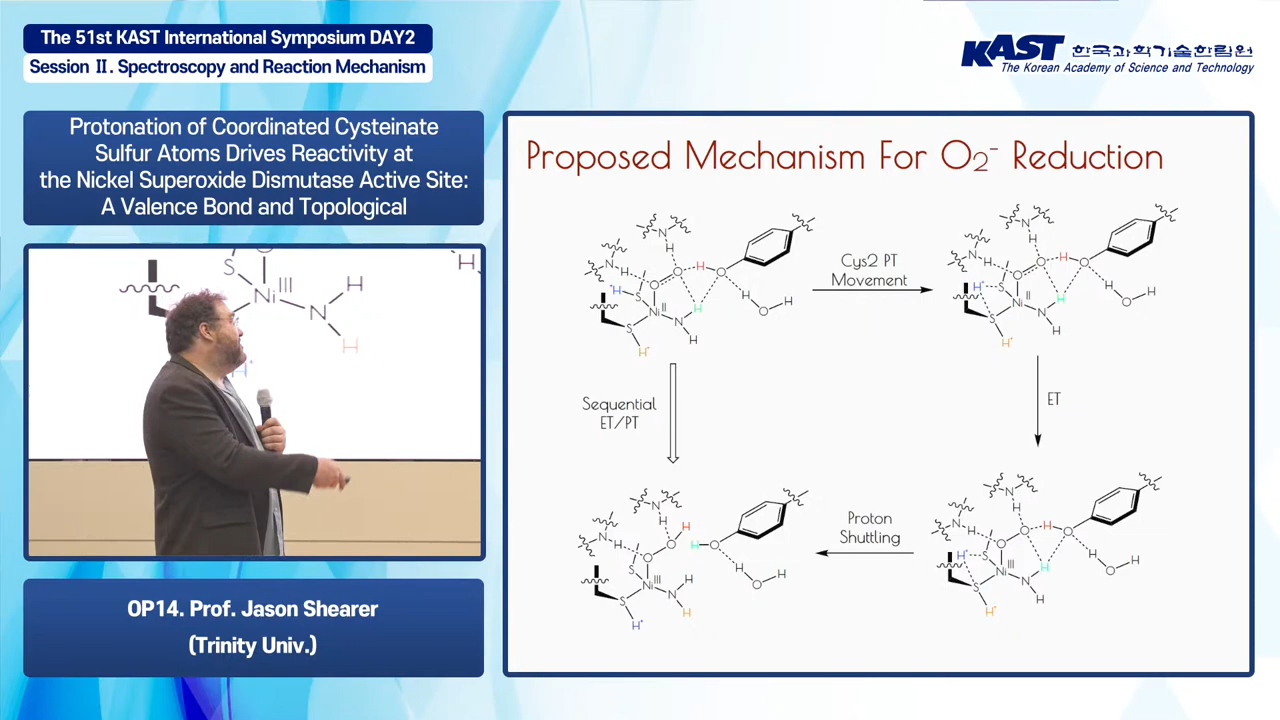 The 51st KAST International Symposium DAY2
Session Ⅱ. Spectroscopy and Reaction Mechanism
KAST 한국과학기술한림원
The Korean Academy of Science and Technology
Protonation of Coordinated Cysteinate
Sulfur Atoms Drives Reactivity at
the Nickel Superoxide Dismutase Active Site:
A Valence Bond and Topological
S
Ni III
N
H
H
H
H
OP14. Prof. Jason Shearer
(Trinity Univ.)
Proposed Mechanism For O₂⁻ Reduction
Cys2 PT
Movement
Sequential
ET/PT
ET
Proton
Shuttling